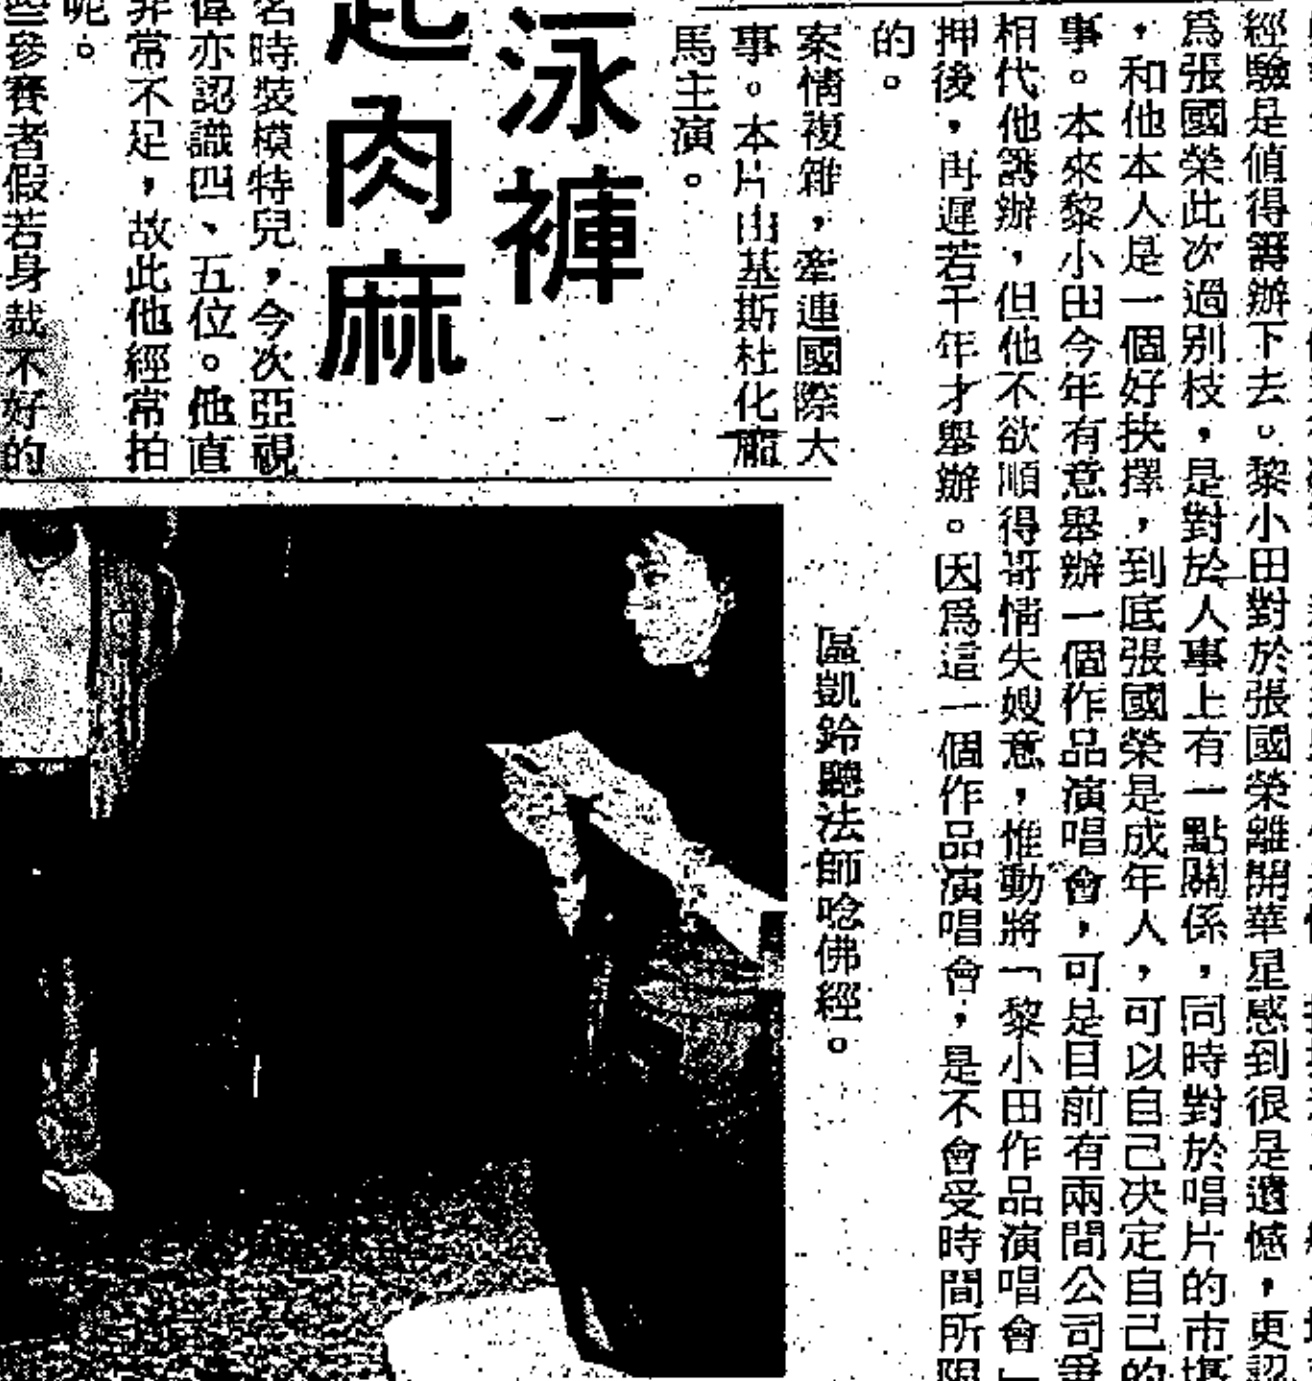 經驗是值得籌辦下去。黎小田對於張國榮離開華星感到很是遺憾,更認
為張國榮此次過別枝,是對於人事上有一點關係,同時對於唱片的市場
,和他本人是一個好抉擇,到底張國榮是成年人,可以自己决定自己的
事。本來黎小田今年有意舉辦一個作品演唱會,可是目前有兩間公司爭
相代他籌辦,但他不欲順得哥情失嫂意,惟動將「黎小田作品演唱會」
押後,再遲若干年才舉辦。因為這一個作品演唱會,是不會受時間所限
的。
案情複雜,牽連國際大
事。本片由基斯杜化
馬主演。
區凱鈴聽法師唸佛經。
泳褲
起肉麻
名時裝模特兒,今次亞視
偉亦認識四、五位。他直
非常不足,故此他經常拍
呢。
些參賽者假若身裁不好的